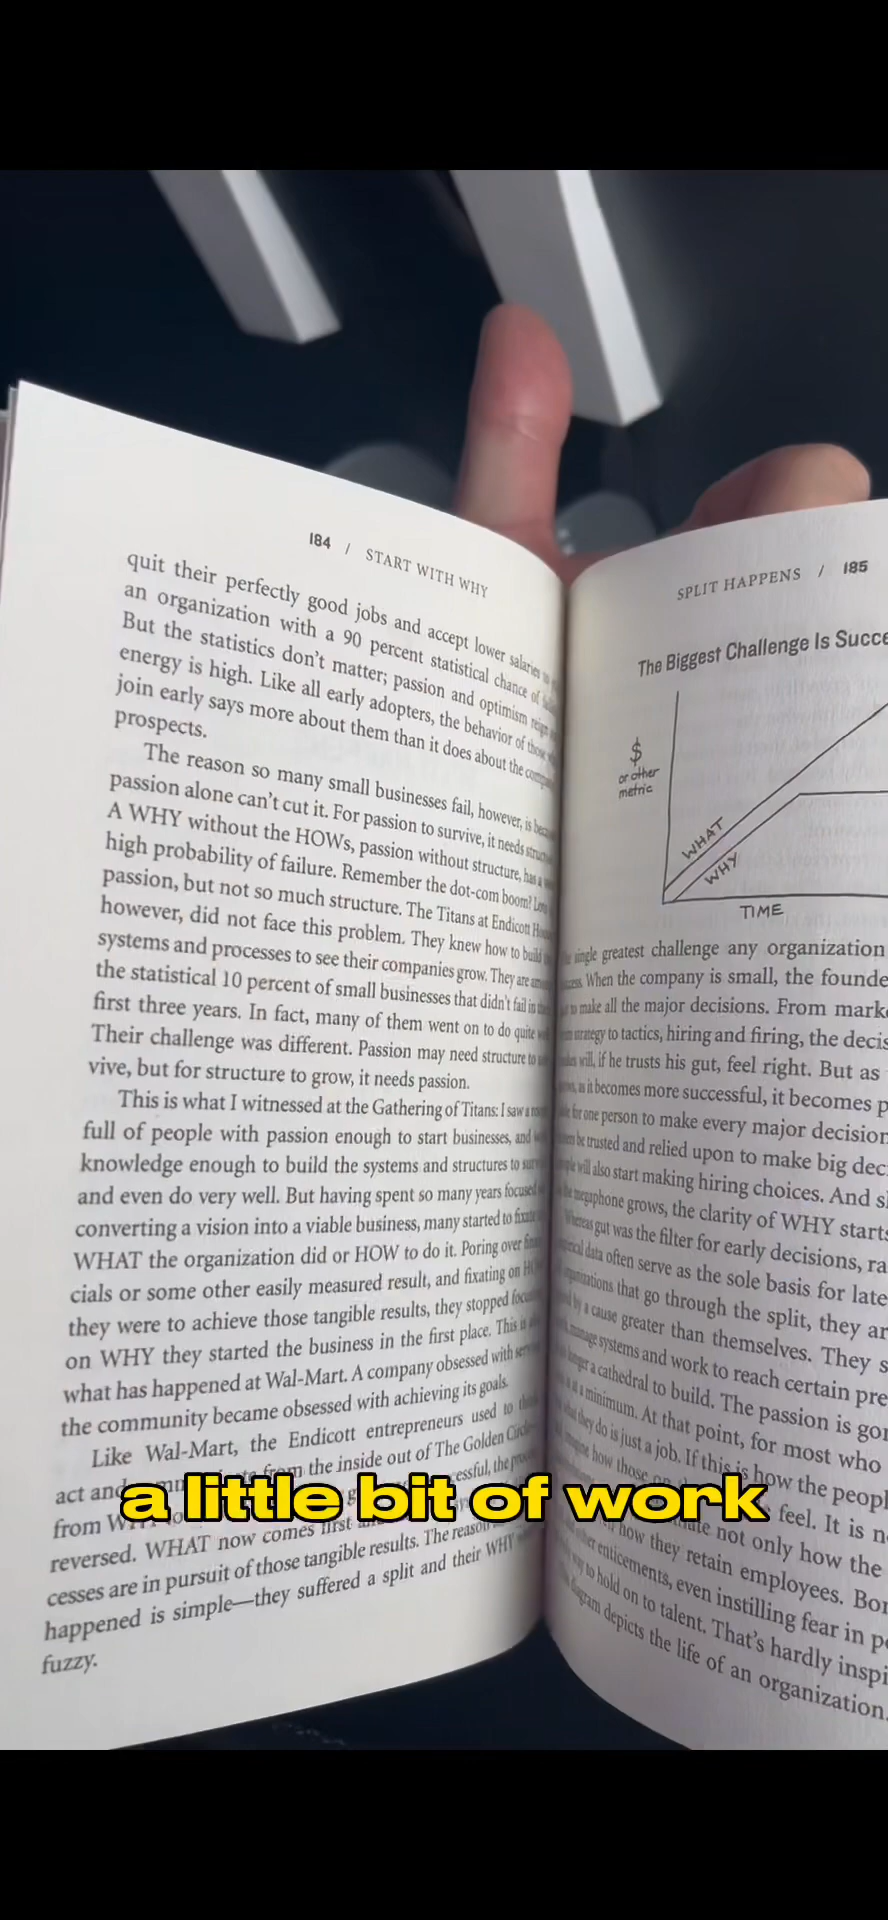 184 / START WITH WHY
quit their perfectly good jobs and accept lower salaries
an organization with a 90 percent statistical chance of
But the statistics don't matter; passion and optimism reign
energy is high. Like all early adopters, the behavior of those
join early says more about them than it does about the
prospects.
The reason so many small businesses fail, however, is
passion alone can't cut it. For passion to survive, it needs
A WHY without the HOWs, passion without structure, has a
high probability of failure. Remember the dot-com boom?
passion, but not so much structure. The Titans at Endicott
however, did not face this problem. They knew how to build
systems and processes to see their companies grow. They are
the statistical 10 percent of small businesses that didn't fail in
first three years. In fact, many of them went on to do quite
Their challenge was different. Passion may need structure to
vive, but for structure to grow, it needs passion.
This is what I witnessed at the Gathering of Titans: I saw a
full of people with passion enough to start businesses, and
knowledge enough to build the systems and structures to
and even do very well. But having spent so many years focused
converting a vision into a viable business, many started to
WHAT the organization did or HOW to do it. Poring over
cials or some other easily measured result, and fixating on
they were to achieve those tangible results, they stopped
on WHY they started the business in the first place. This is
what has happened at Wal-Mart. A company obsessed with
the community became obsessed with achieving its goals.
Like Wal-Mart, the Endicott entrepreneurs used to
act and from the inside out of The Golden
from
reversed. WHAT now comes first
cesses are in pursuit of those tangible results. The reason
happened is simple—they suffered a split and their WHY
fuzzy.
SPLIT HAPPENS / 185
The Biggest Challenge Is
$
or other
metric
WHAT
WHY
TIME
single greatest challenge any organization
When the company is small, the
to make all the major decisions. From
strategy to tactics, hiring and firing, the
will, if he trusts his gut, feel right. But as
as it becomes more successful, it becomes
for one person to make every major decision
be trusted and relied upon to make big
will also start making hiring choices. And
the megaphone grows, the clarity of WHY starts
Whereas gut was the filter for early decisions,
data often serve as the sole basis for
organizations that go through the split, they
by a cause greater than themselves. They
manage systems and work to reach certain
a cathedral to build. The passion is
at a minimum. At that point, for most who
they do is just a job. If this is how the
imagine how those feel. It is
not only how the
how they retain employees.
enticements, even instilling fear in
way to hold on to talent. That's hardly
diagram depicts the life of an organization.
a little bit of work